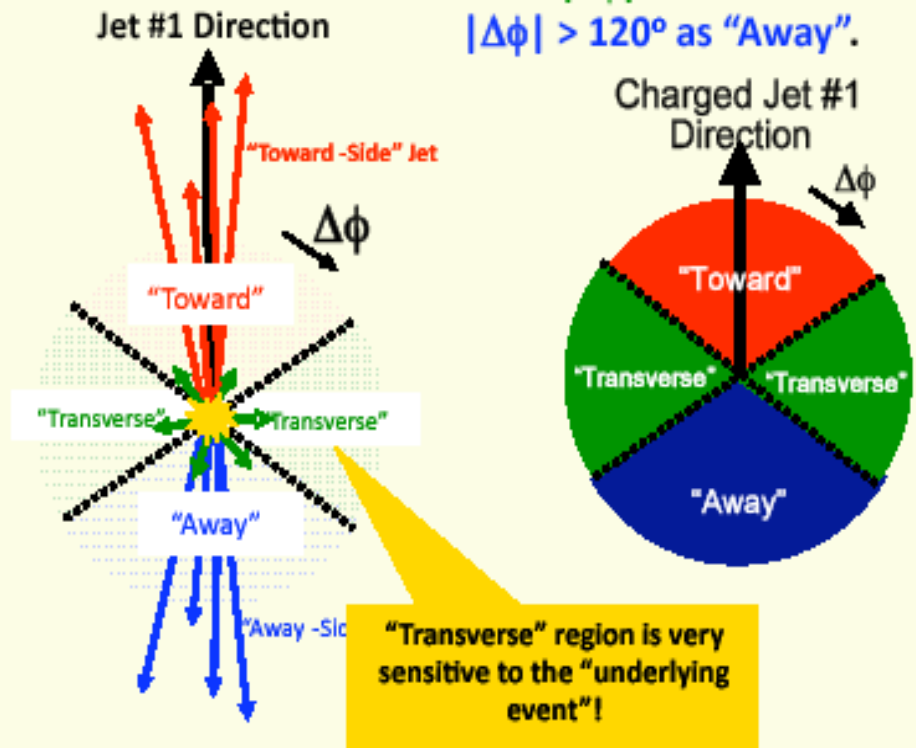 Jet #1 Direction
|Δϕ| > 120° as “Away”.
Charged Jet #1
Direction
“Toward-Side” Jet
Δϕ
Δϕ
“Toward”
"Toward"
“Transverse”
“Transverse”
"Transverse"
"Transverse"
“Away”
"Away"
“Away
“Transverse” region is very
sensitive to the “underlying
event”!